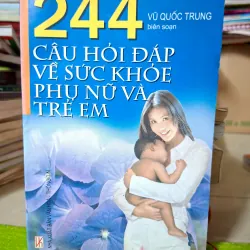 244
VŨ QUỐC TRUNG
biên soạn
CÂU HỎI ĐÁP
VỀ SỨC KHỎE
PHỤ NỮ VÀ
TRẺ EM